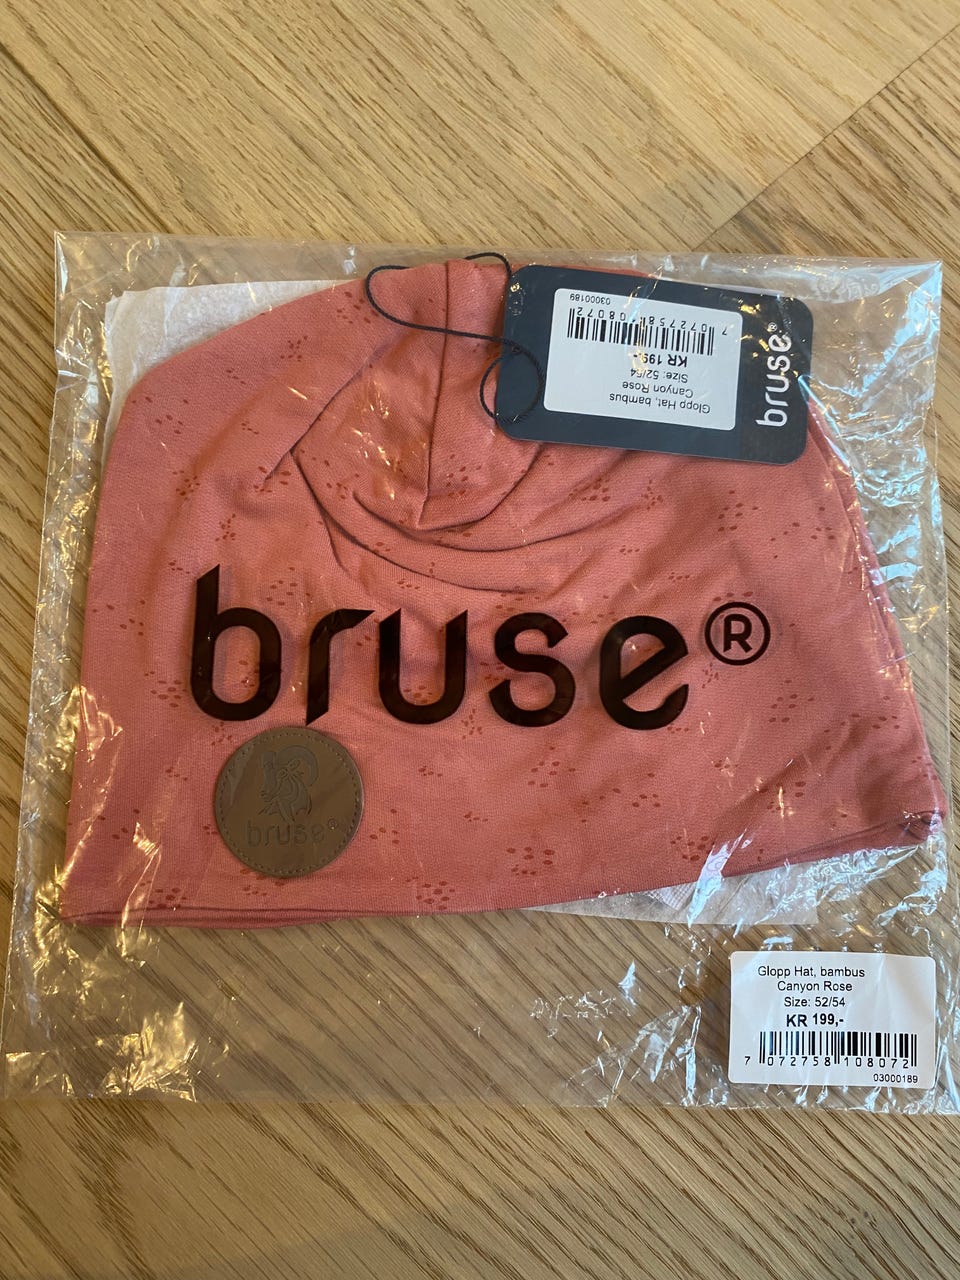 bruse®
Glopp Hat, bambus
Canyon Rose
Size: 52/54
KR 199,-
7 072758 108072
03000189
bruse®
bruse®
Glopp Hat, bambus
Canyon Rose
Size: 52/54
KR 199,-
7 072758 108072
03000189